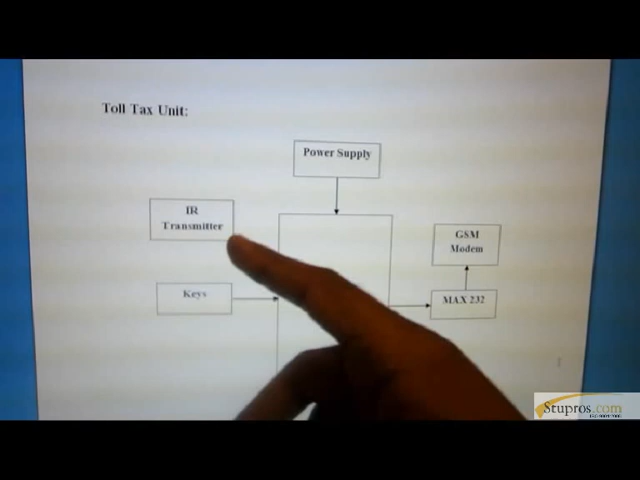 Toll Tax Unit:
Power Supply
IR
Transmitter
GSM
Modem
Keys
MAX 232
Stupros.com